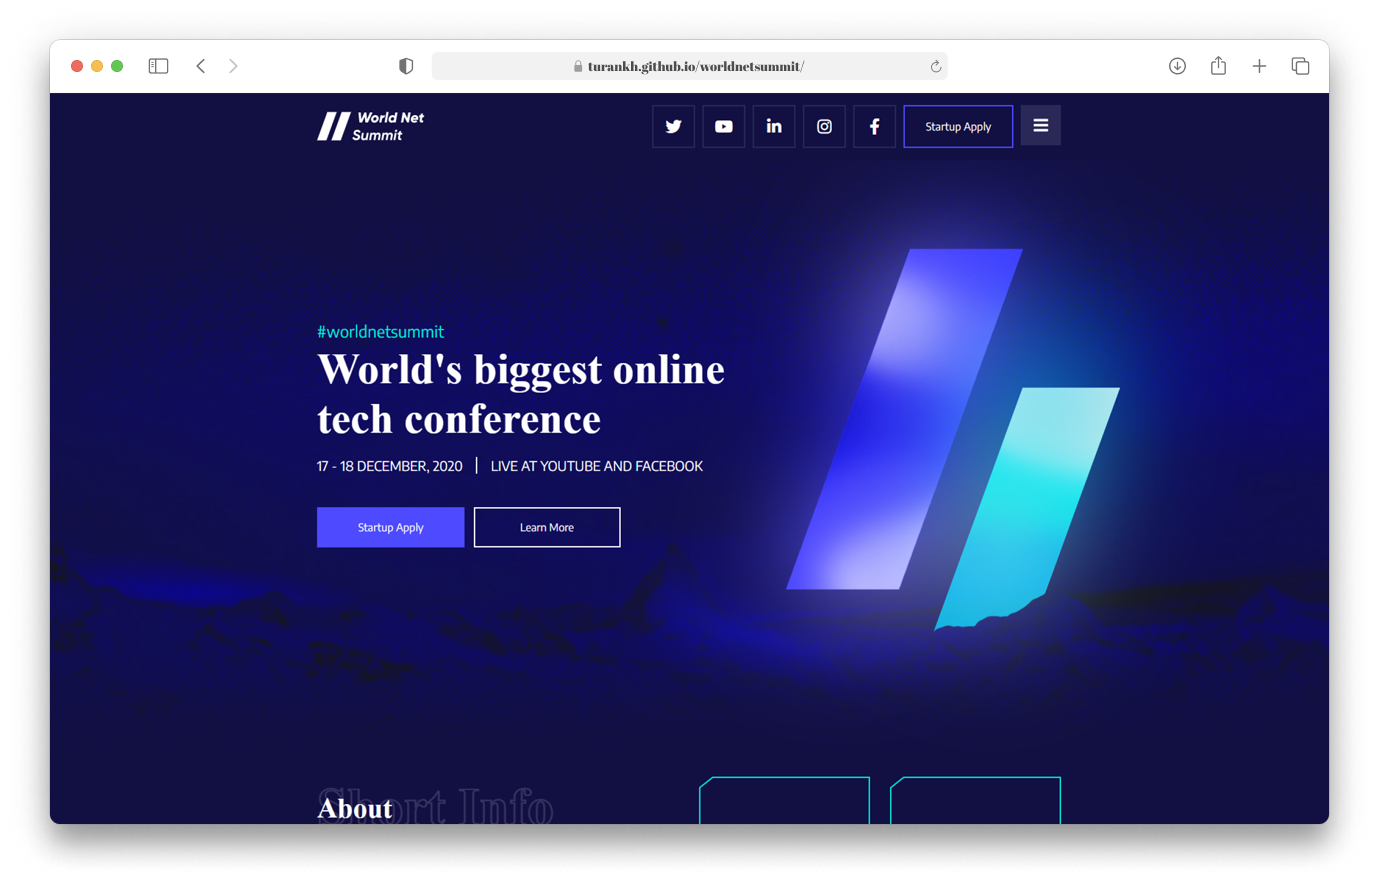 turankh.github.io/worldnetsummit/
World Net
Summit
Startup Apply
#worldnetsummit
World's biggest online
tech conference
17 - 18 DECEMBER, 2020 | LIVE AT YOUTUBE AND FACEBOOK
Startup Apply
Learn More
Short Info
About